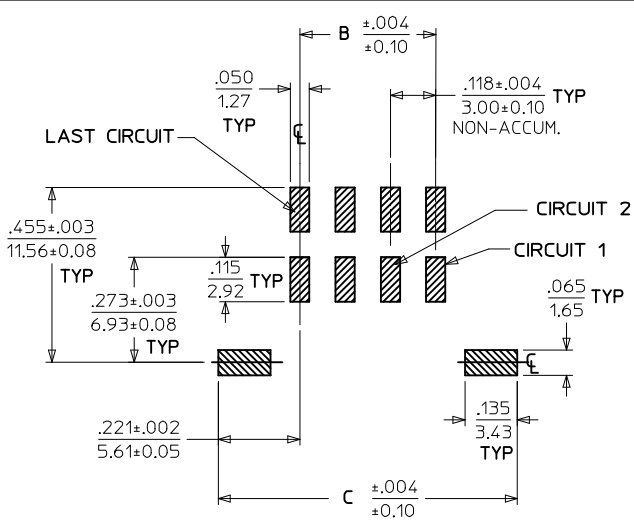 B ±.004
±0.10
.050
1.27
TYP
℄
.118±.004
3.00±0.10 TYP
NON-ACCUM.
LAST CIRCUIT
CIRCUIT 2
CIRCUIT 1
.455±.003
11.56±0.08
TYP
.115
2.92 TYP
.273±.003
6.93±0.08
TYP
.065
1.65 TYP
℄
.221±.002
5.61±0.05
.135
3.43
TYP
C ±.004
±0.10